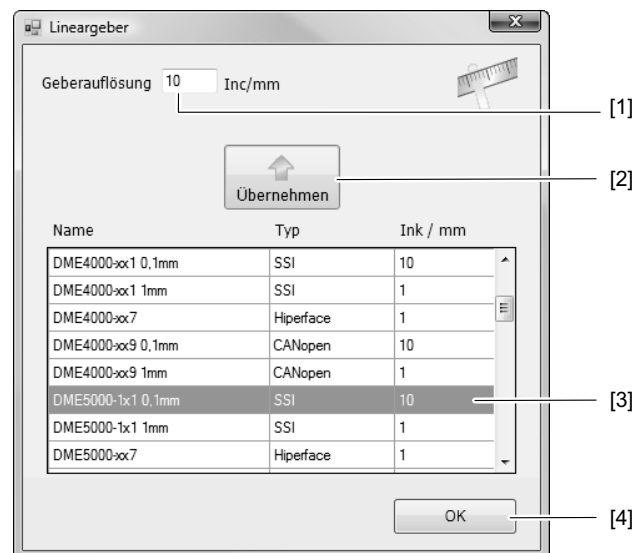 Lineargeber
Geberauflösung 10 Inc/mm
[1]
Übernehmen
[2]
Name Typ Ink / mm
DME4000-xx1 0,1mm SSI 10
DME4000-xx1 1mm SSI 1
DME4000-xx7 Hiperface 1
DME4000-xx9 0,1mm CANopen 10
DME4000-xx9 1mm CANopen 1
DME5000-1x1 0,1mm SSI 10
[3]
DME5000-1x1 1mm SSI 1
DME5000-xx7 Hiperface 1
OK
[4]